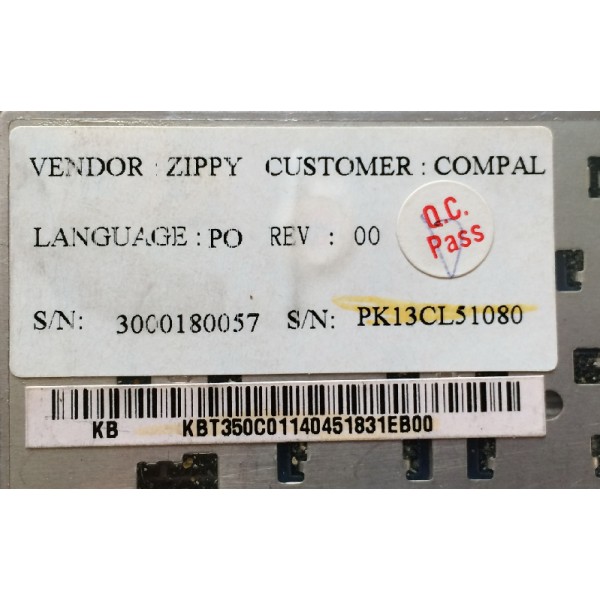 VENDOR : ZIPPY CUSTOMER : COMPAL
Q.C.
Pass
LANGUAGE : PO REV : 00
S/N: 3000180057 S/N: PK13CL51080
KB KBT350C01140451831EB00